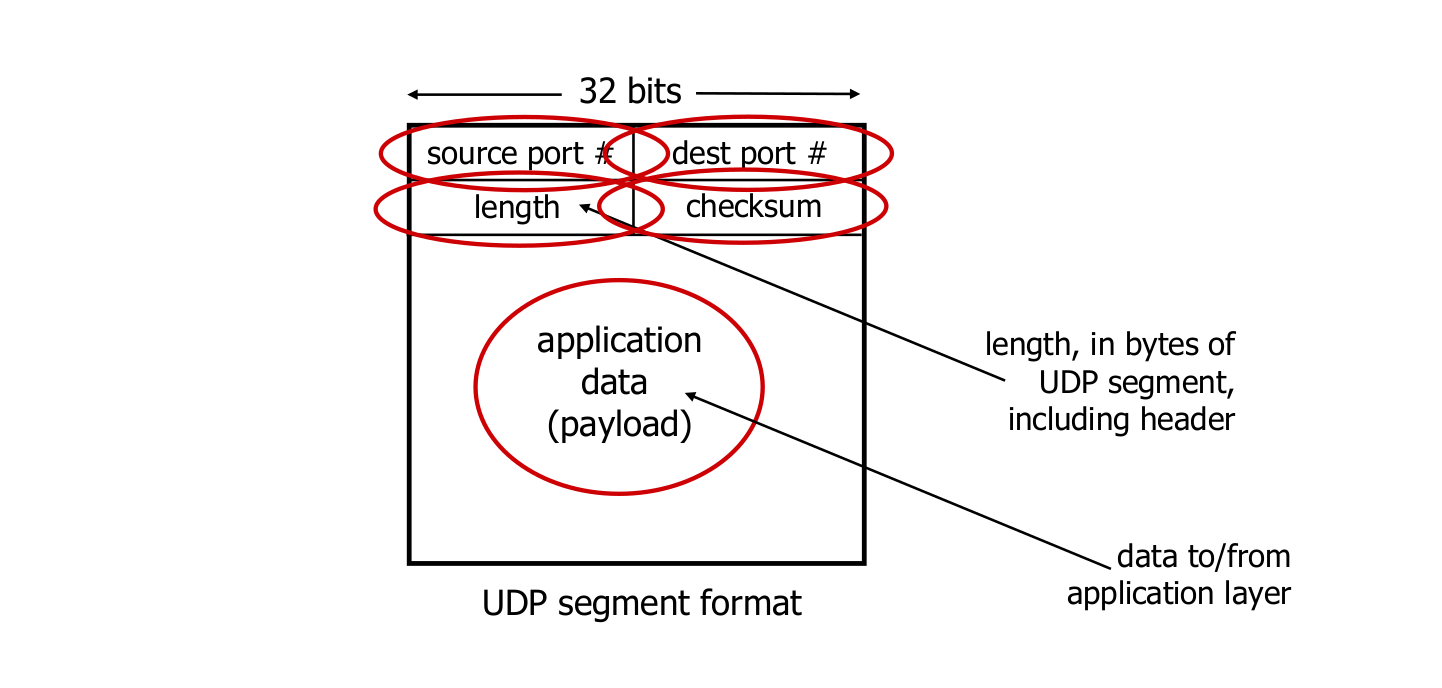 32 bits
source port # dest port #
length checksum
application
data
(payload)
length, in bytes of
UDP segment,
including header
data to/from
application layer
UDP segment format